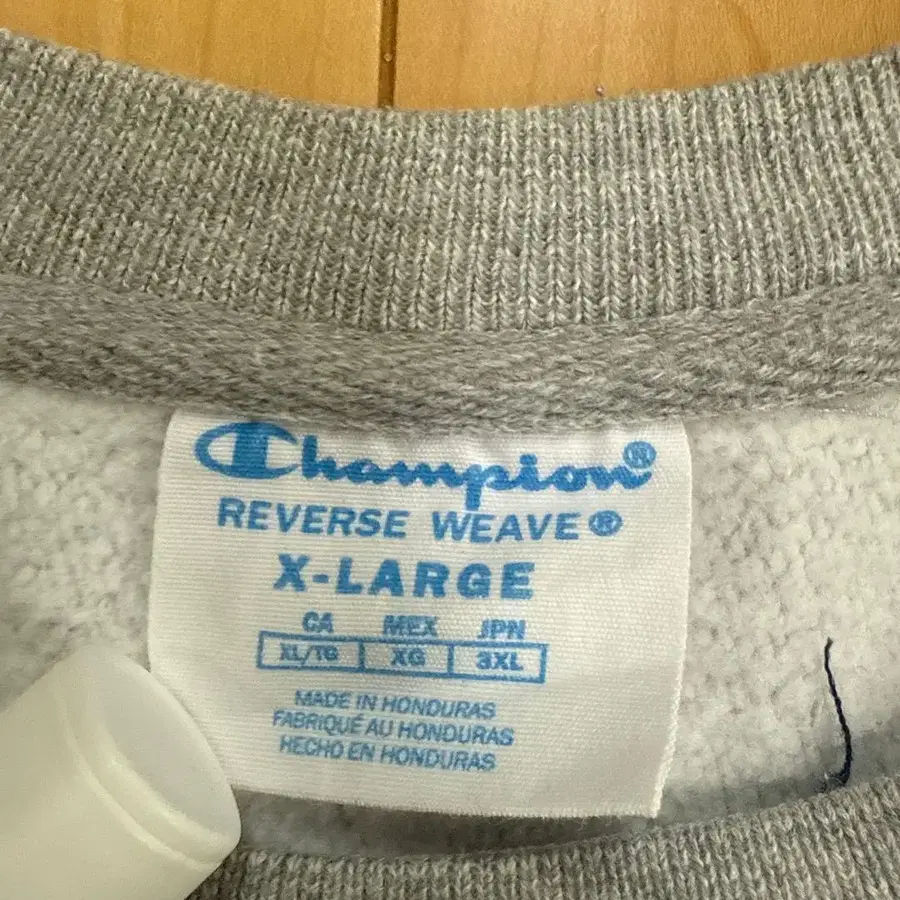 Champion®
REVERSE WEAVE®
X-LARGE
CA MEX JPN
XL/TG XG 3XL
MADE IN HONDURAS
FABRIQUÉ AU HONDURAS
HECHO EN HONDURAS